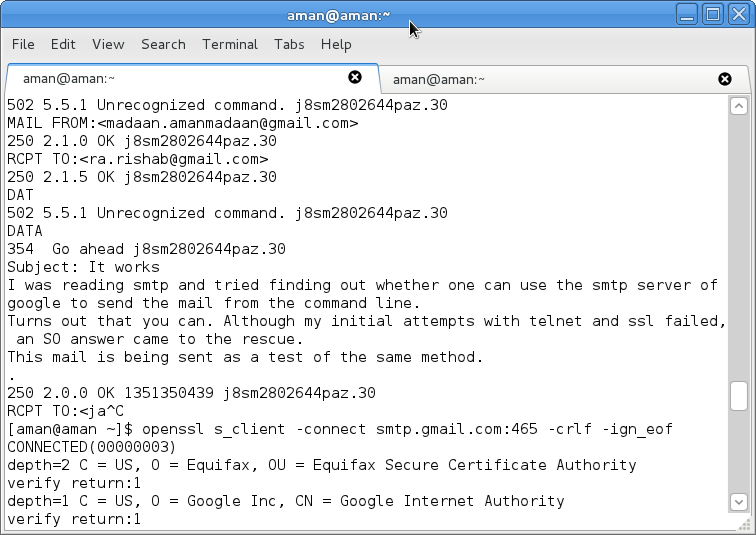 aman@aman:~
File Edit View Search Terminal Tabs Help
aman@aman:~ aman@aman:~
502 5.5.1 Unrecognized command. j8sm2802644paz.30
MAIL FROM:<madaan.amanmadaan@gmail.com>
250 2.1.0 OK j8sm2802644paz.30
RCPT TO:<ra.rishab@gmail.com>
250 2.1.5 OK j8sm2802644paz.30
DAT
502 5.5.1 Unrecognized command. j8sm2802644paz.30
DATA
354  Go ahead j8sm2802644paz.30
Subject: It works
I was reading smtp and tried finding out whether one can use the smtp server of
google to send the mail from the command line.
Turns out that you can. Although my initial attempts with telnet and ssl failed,
 an SO answer came to the rescue.
This mail is being sent as a test of the same method.
.
250 2.0.0 OK 1351350439 j8sm2802644paz.30
RCPT TO:<ja^C
[aman@aman ~]$ openssl s_client -connect smtp.gmail.com:465 -crlf -ign_eof
CONNECTED(00000003)
depth=2 C = US, O = Equifax, OU = Equifax Secure Certificate Authority
verify return:1
depth=1 C = US, O = Google Inc, CN = Google Internet Authority
verify return:1